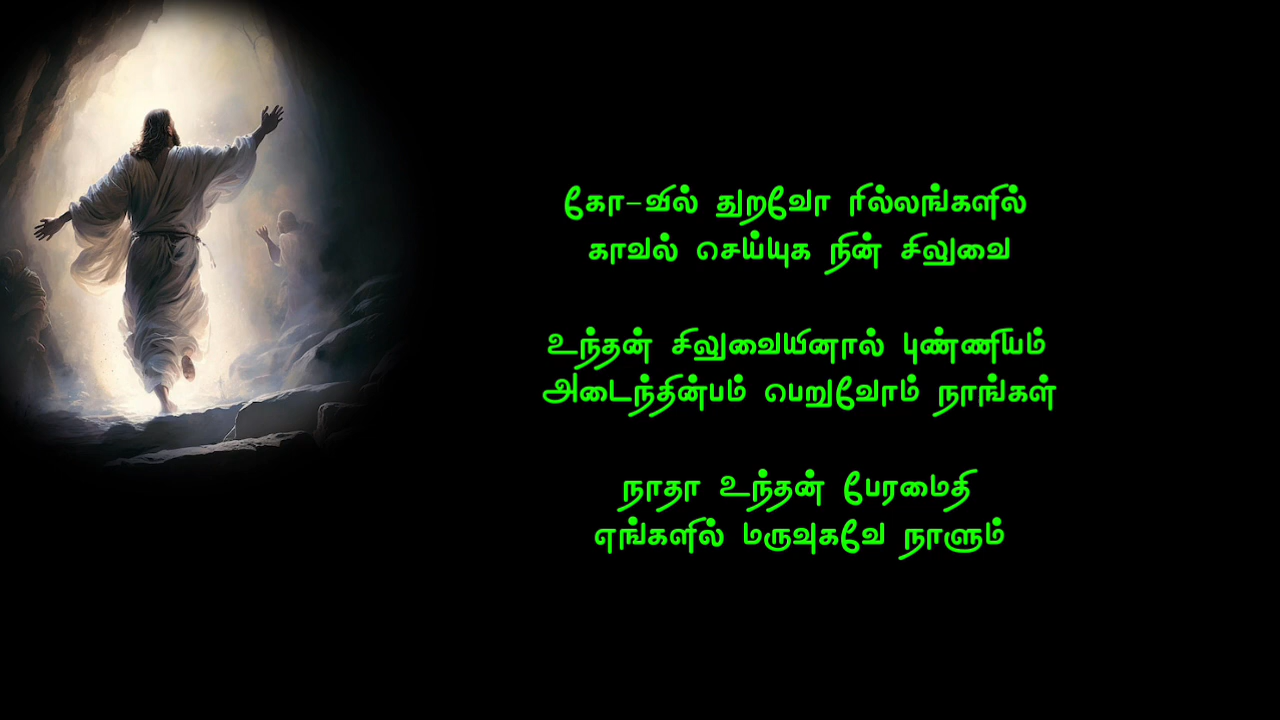 கோ-வில் துறவோ ரில்லங்களில்
காவல் செய்யுக நின் சிலுவை
உந்தன் சிலுவையினால் புண்ணியம்
அடைந்தின்பம் பெறுவோம் நாங்கள்
நாதா உந்தன் பேரமைதி
எங்களில் மருவுகவே நாளும்